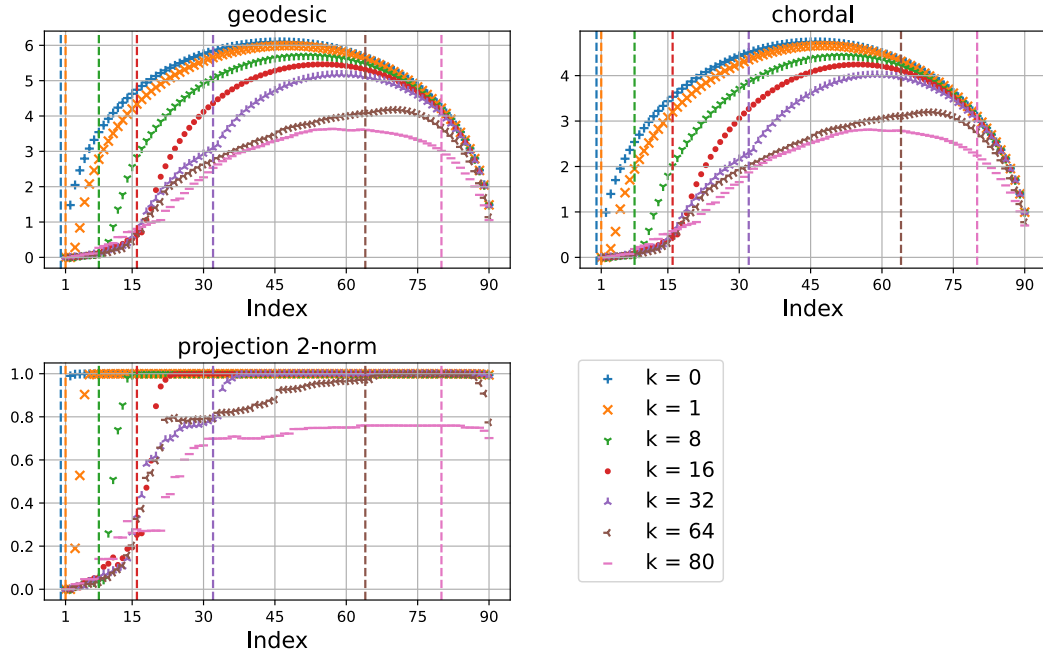 geodesic
6
5
4
3
2
1
0
1 15 30 45 60 75 90
Index
chordal
4
3
2
1
0
1 15 30 45 60 75 90
Index
projection 2-norm
1.0
0.8
0.6
0.4
0.2
0.0
1 15 30 45 60 75 90
Index
k = 0
k = 1
k = 8
k = 16
k = 32
k = 64
k = 80